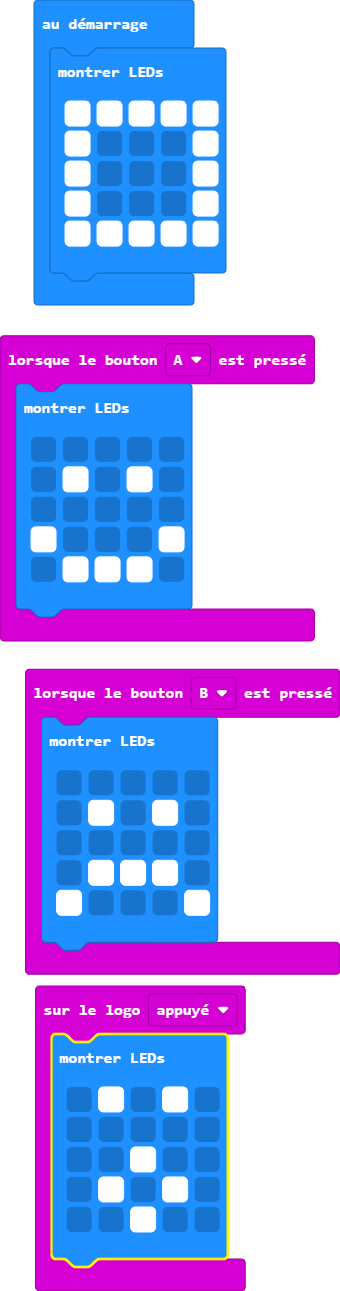 au démarrage
montrer LEDs
lorsque le bouton A est pressé
montrer LEDs
lorsque le bouton B est pressé
montrer LEDs
sur le logo appuyé
montrer LEDs